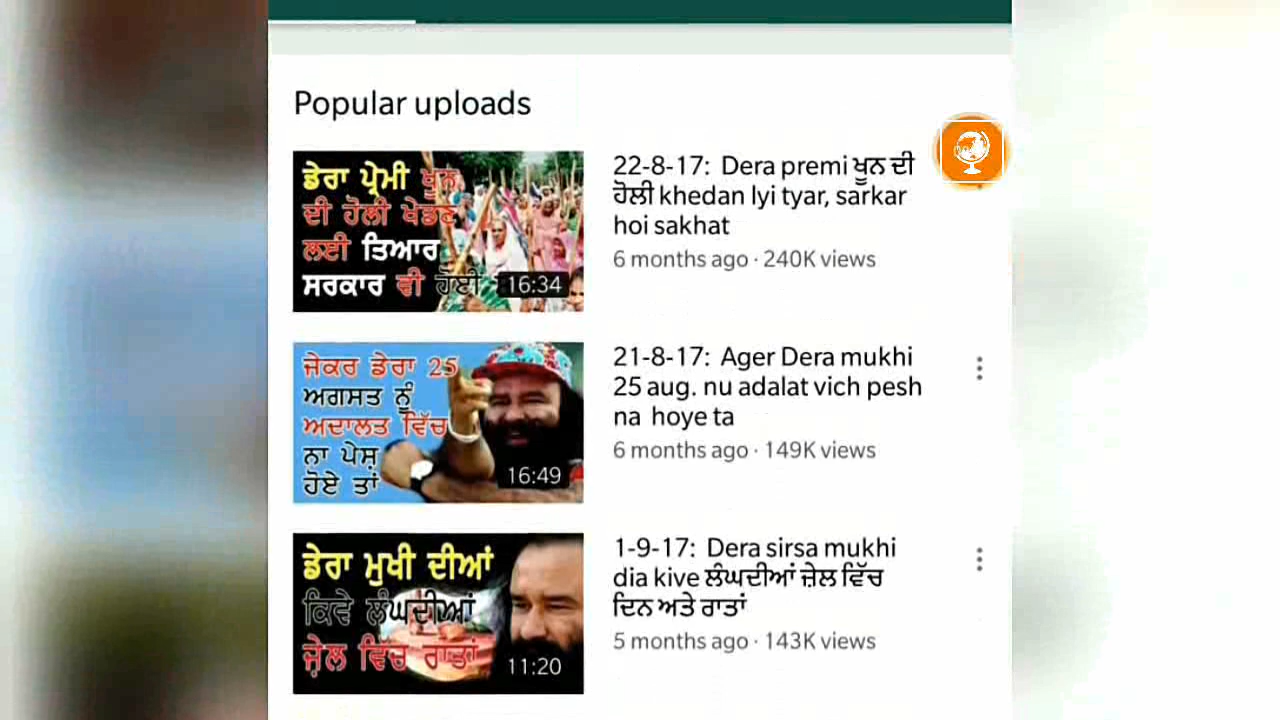 Popular uploads
ਡੇਰਾ ਪ੍ਰੇਮੀ ਖੂਨ
ਦੀ ਹੋਲੀ ਖੇਡਣ
ਲਈ ਤਿਆਰ
ਸਰਕਾਰ ਵੀ ਹੋਈ
16:34
22-8-17: Dera premi ਖੂਨ ਦੀ
ਹੋਲੀ khedan lyi tyar, sarkar
hoi sakhat
6 months ago · 240K views
ਜੇਕਰ ਡੇਰਾ 25
ਅਗਸਤ ਨੂੰ
ਅਦਾਲਤ ਵਿੱਚ
ਨਾ ਪੇਸ਼
ਹੋਏ ਤਾਂ
16:49
21-8-17: Ager Dera mukhi
25 aug. nu adalat vich pesh
na hoye ta
6 months ago · 149K views
ਡੇਰਾ ਮੁਖੀ ਦੀਆਂ
ਕਿਵੇ ਲੰਘਦੀਆਂ
ਜ਼ੇਲ ਵਿੱਚ ਰਾਤਾਂ
11:20
1-9-17: Dera sirsa mukhi
dia kive ਲੰਘਦੀਆਂ ਜ਼ੇਲ ਵਿੱਚ
ਦਿਨ ਅਤੇ ਰਾਤਾਂ
5 months ago · 143K views